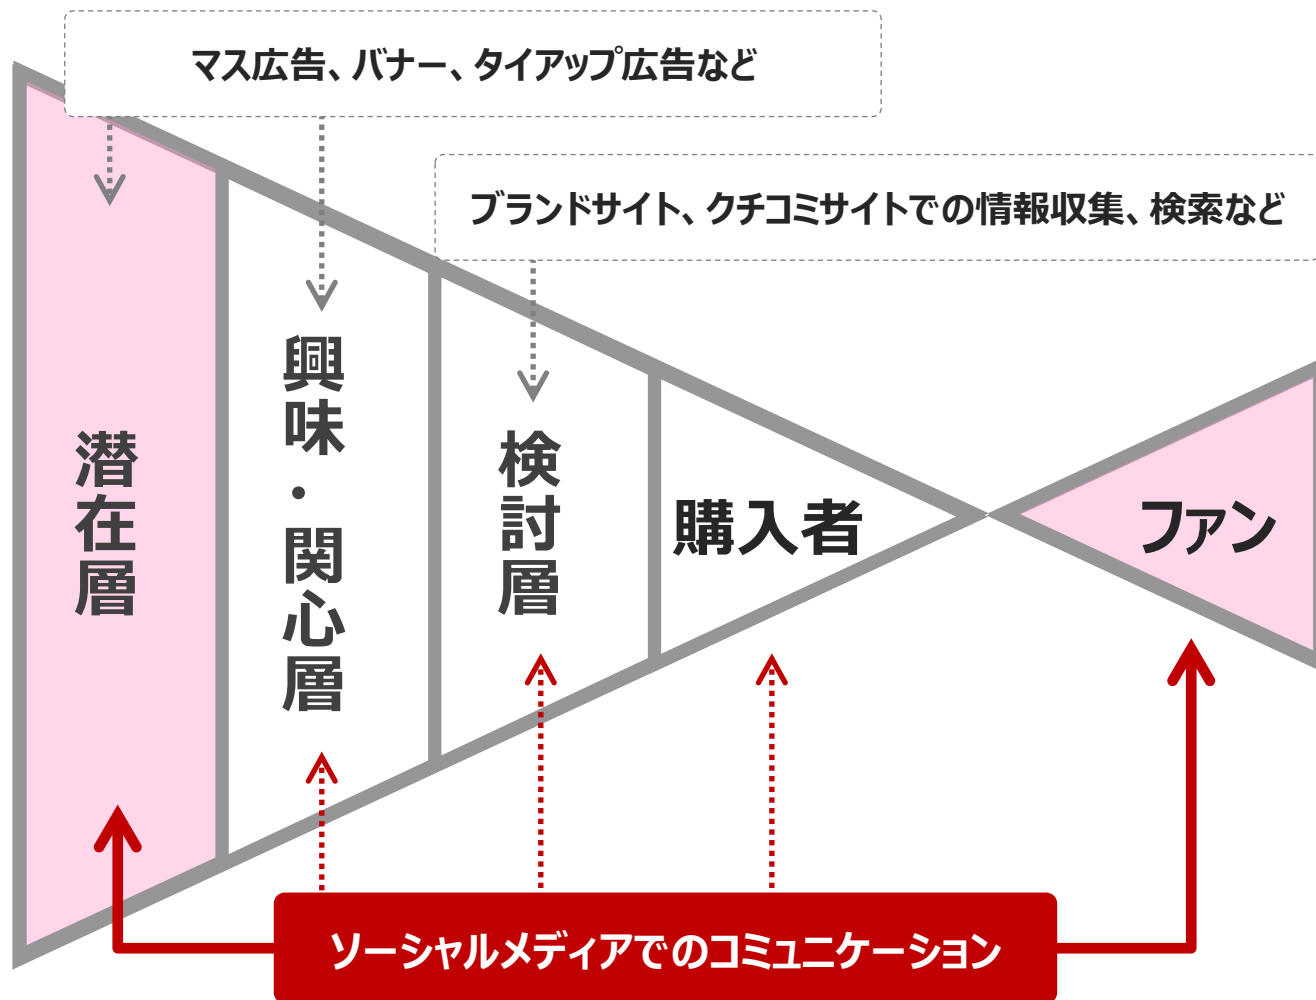 マス広告、バナー、タイアップ広告など
ブランドサイト、クチコミサイトでの情報収集、検索など
潜在層
興味・関心層
検討層
購入者
ファン
ソーシャルメディアでのコミュニケーション